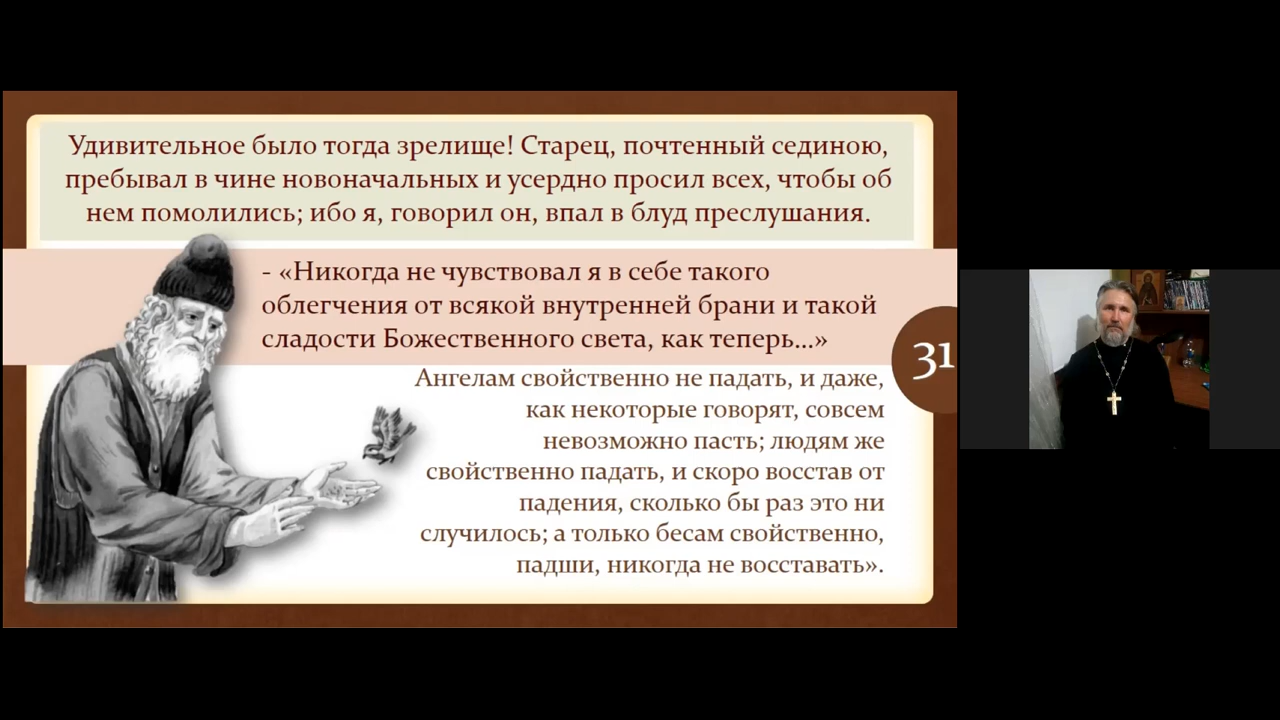 Удивительное было тогда зрелище! Старец, почтенный сединою,
пребывал в чине новоначальных и усердно просил всех, чтобы об
нем помолились; ибо я, говорил он, впал в блуд преслушания.
- «Никогда не чувствовал я в себе такого
облегчения от всякой внутренней брани и такой
сладости Божественного света, как теперь...»
31
Ангелам свойственно не падать, и даже,
как некоторые говорят, совсем
невозможно пасть; людям же
свойственно падать, и скоро восстав от
падения, сколько бы раз это ни
случилось; а только бесам свойственно,
падши, никогда не восставать».